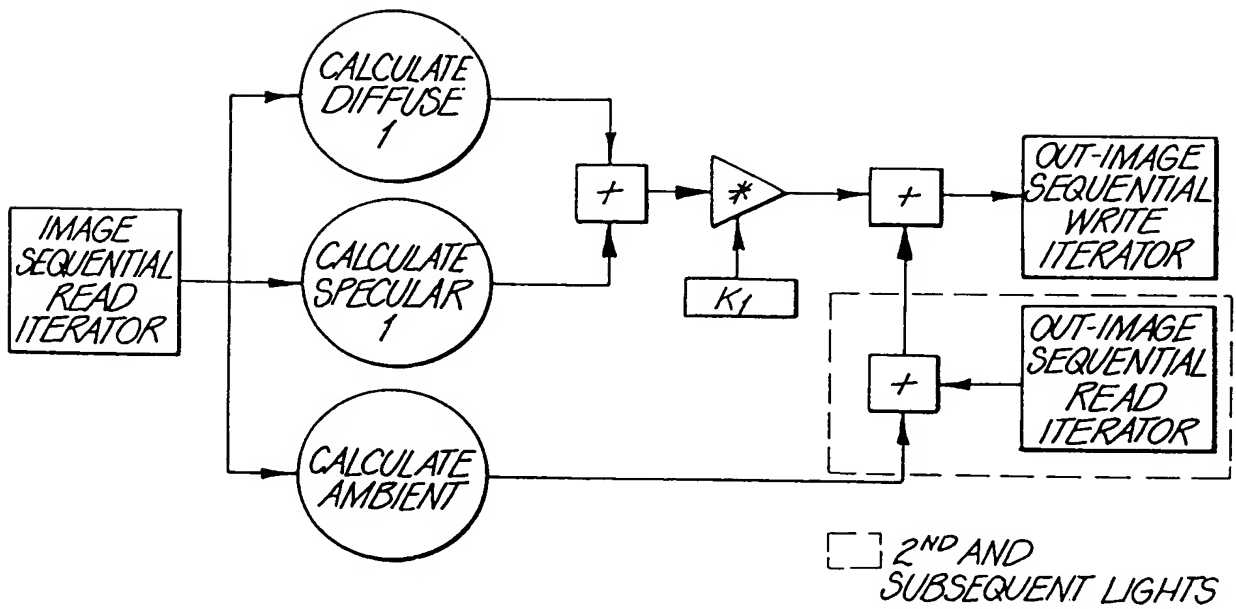 CALCULATE
DIFFUSE
1
IMAGE
SEQUENTIAL
READ
ITERATOR
CALCULATE
SPECULAR
1
CALCULATE
AMBIENT
+
*
K1
+
OUT-IMAGE
SEQUENTIAL
WRITE
ITERATOR
+
OUT-IMAGE
SEQUENTIAL
READ
ITERATOR
2ND AND
SUBSEQUENT LIGHTS